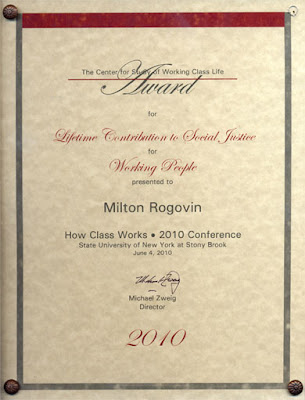 The Center for Study of Working Class Life
Award
for
Lifetime Contribution to Social Justice
for
Working People
presented to
Milton Rogovin
How Class Works • 2010 Conference
State University of New York at Stony Brook
June 4, 2010
Michael Zweig
Michael Zweig
Director
2010